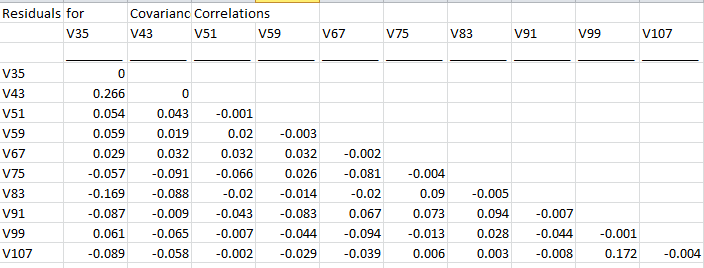 Residuals for Covarianc Correlations
V35 V43 V51 V59 V67 V75 V83 V91 V99 V107
V35 0
V43 0.266 0
V51 0.054 0.043 -0.001
V59 0.059 0.019 0.02 -0.003
V67 0.029 0.032 0.032 0.032 -0.002
V75 -0.057 -0.091 -0.066 0.026 -0.081 -0.004
V83 -0.169 -0.088 -0.02 -0.014 -0.02 0.09 -0.005
V91 -0.087 -0.009 -0.043 -0.083 0.067 0.073 0.094 -0.007
V99 0.061 -0.065 -0.007 -0.044 -0.094 -0.013 0.028 -0.044 -0.001
V107 -0.089 -0.058 -0.002 -0.029 -0.039 0.006 0.003 -0.008 0.172 -0.004